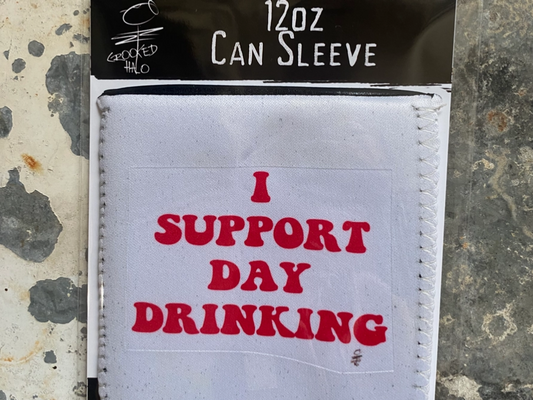 12oz
CAN SLEEVE
CROOKED
HALO
I
SUPPORT
DAY
DRINKING